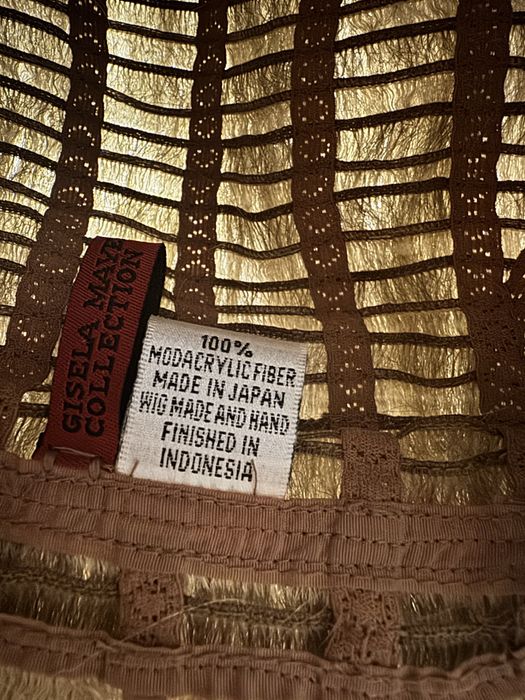 GISELA MAYER
COLLECTION
100%
MODACRYLIC FIBER
MADE IN JAPAN
WIG MADE AND HAND
FINISHED IN
INDONESIA